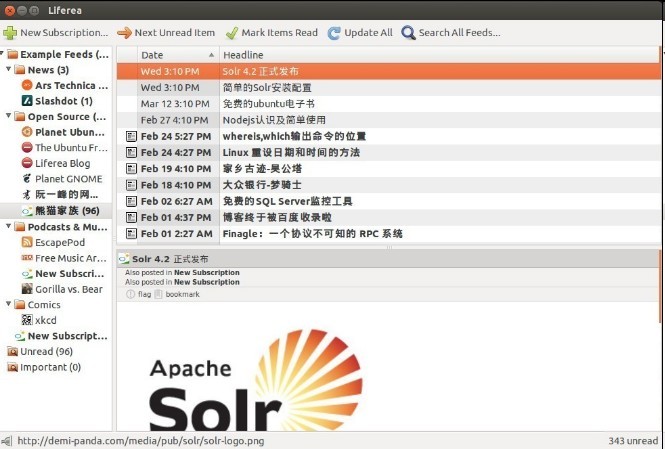 Liferea
New Subscription... Next Unread Item Mark Items Read Update All Search All Feeds...
Example Feeds (...
News (3)
Ars Technica ...
Slashdot (1)
Open Source (...
Planet Ubun...
The Ubuntu Fr...
Liferea Blog
Planet GNOME
阮一峰的网...
熊猫家族 (96)
Podcasts & Mu...
EscapePod
Free Music Ar...
New Subscri...
Gorilla vs. Bear
Comics
xkcd
New Subscript...
Unread (96)
Important (0)
Date Headline
Wed 3:10 PM Solr 4.2 正式发布
Wed 3:10 PM 简单的Solr安装配置
Mar 12 3:10 PM 免费的ubuntu电子书
Feb 27 4:10 PM Nodejs认识及简单使用
Feb 24 5:27 PM whereis,which输出命令的位置
Feb 24 4:27 PM Linux 重设日期和时间的方法
Feb 19 4:10 PM 家乡古迹-吴公塔
Feb 18 4:10 PM 大众银行-梦骑士
Feb 02 6:27 AM 免费的SQL Server监控工具
Feb 01 4:37 PM 博客终于被百度收录啦
Feb 01 2:27 AM Finagle：一个协议不可知的 RPC 系统
Solr 4.2 正式发布
Also posted in New Subscription
Also posted in New Subscription
flag bookmark
Apache
Solr
http://demi-panda.com/media/pub/solr/solr-logo.png 343 unread